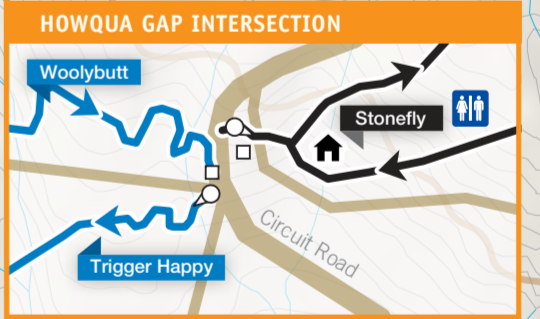 HOWQUA GAP INTERSECTION
Woolybutt
Stonefly
Circuit Road
Trigger Happy